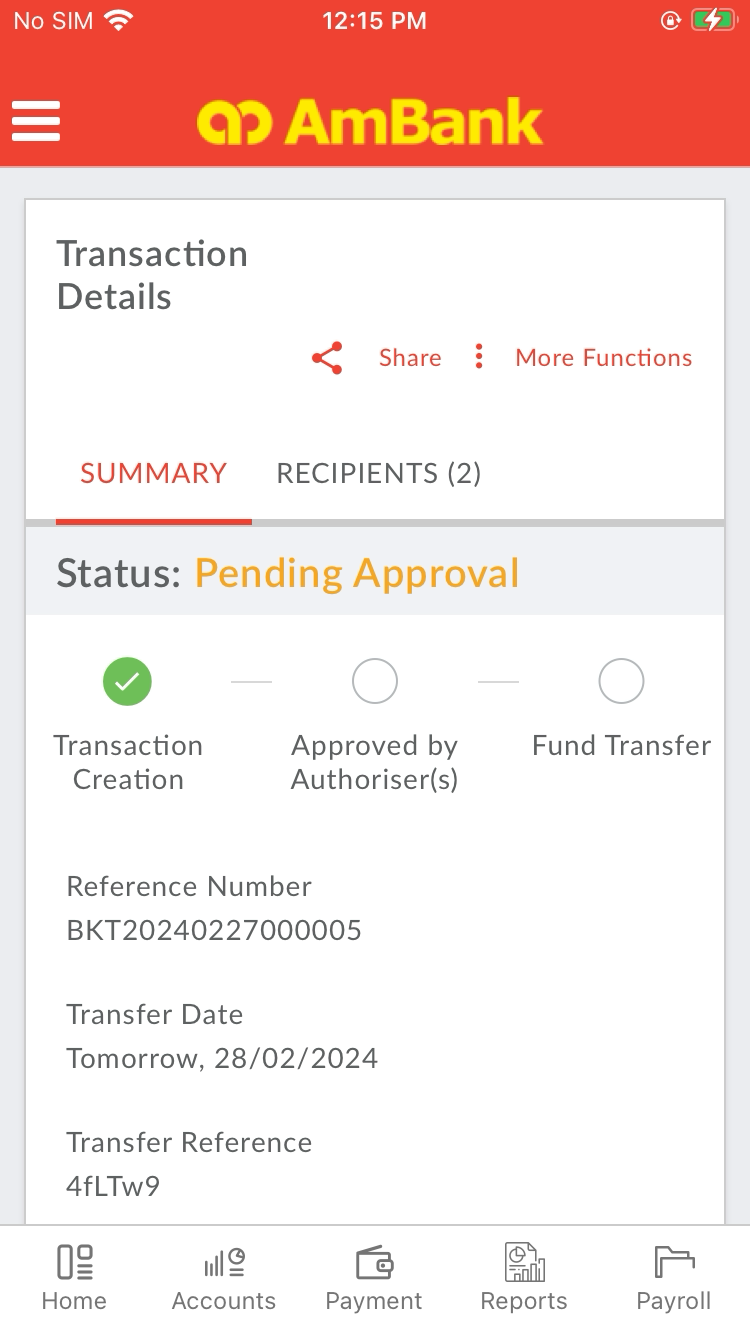 No SIM 12:15 PM
AmBank
Transaction
Details
Share More Functions
SUMMARY RECIPIENTS (2)
Status: Pending Approval
Transaction
Creation
Approved by
Authoriser(s)
Fund Transfer
Reference Number
BKT20240227000005
Transfer Date
Tomorrow, 28/02/2024
Transfer Reference
4fLTw9
Home Accounts Payment Reports Payroll